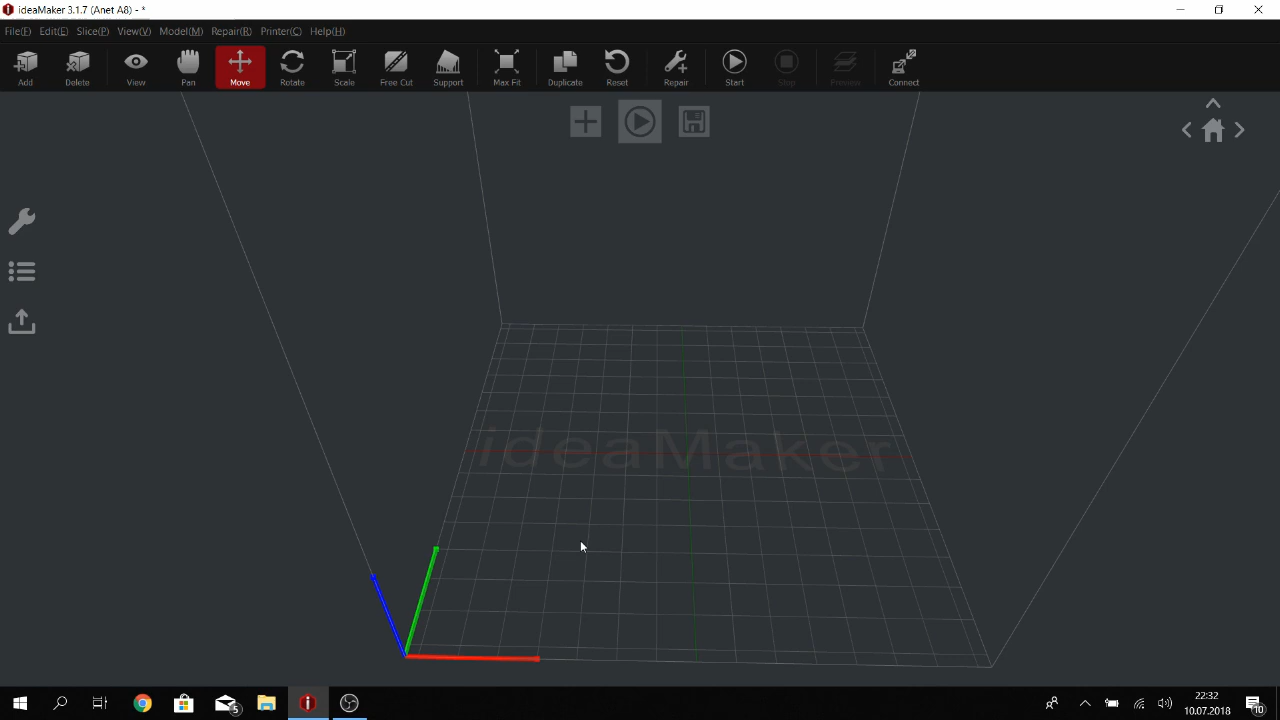 ideaMaker 3.1.7 (Anet A8) - *
File(F) Edit(E) Slice(P) View(V) Model(M) Repair(R) Printer(C) Help(H)
Add Delete View Pan Move Rotate Scale Free Cut Support Max Fit Duplicate Reset Repair Start Stop Preview Connect
ideaMaker
22:32
10.07.2018
5
10